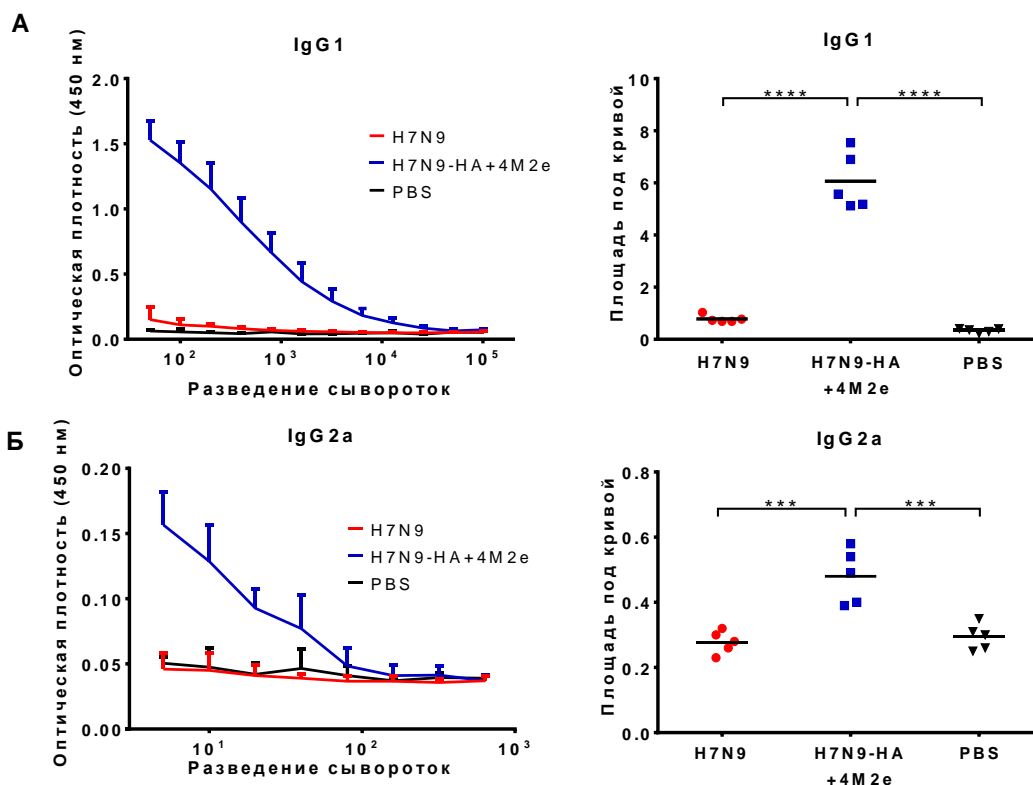 А
IgG1
Оптическая плотность (450 нм)
2.0
1.5
1.0
0.5
0.0
H7N9
H7N9-HA+4M2e
PBS
10² 10³ 10⁴ 10⁵
Разведение сывороток
IgG1
Площадь под кривой
10
8
6
4
2
0
**** ****
H7N9 H7N9-HA PBS
+4M2e
Б
IgG2a
Оптическая плотность (450 нм)
0.20
0.15
0.10
0.05
0.00
H7N9
H7N9-HA+4M2e
PBS
10¹ 10² 10³
Разведение сывороток
IgG2a
Площадь под кривой
0.8
0.6
0.4
0.2
0.0
*** ***
H7N9 H7N9-HA PBS
+4M2e